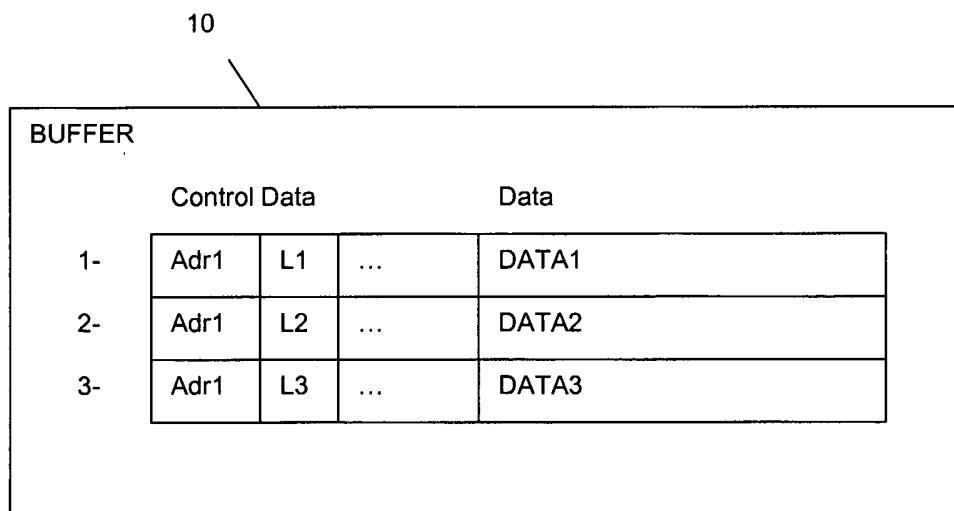 10
BUFFER
Control Data Data
1- Adr1 L1 ... DATA1
2- Adr1 L2 ... DATA2
3- Adr1 L3 ... DATA3